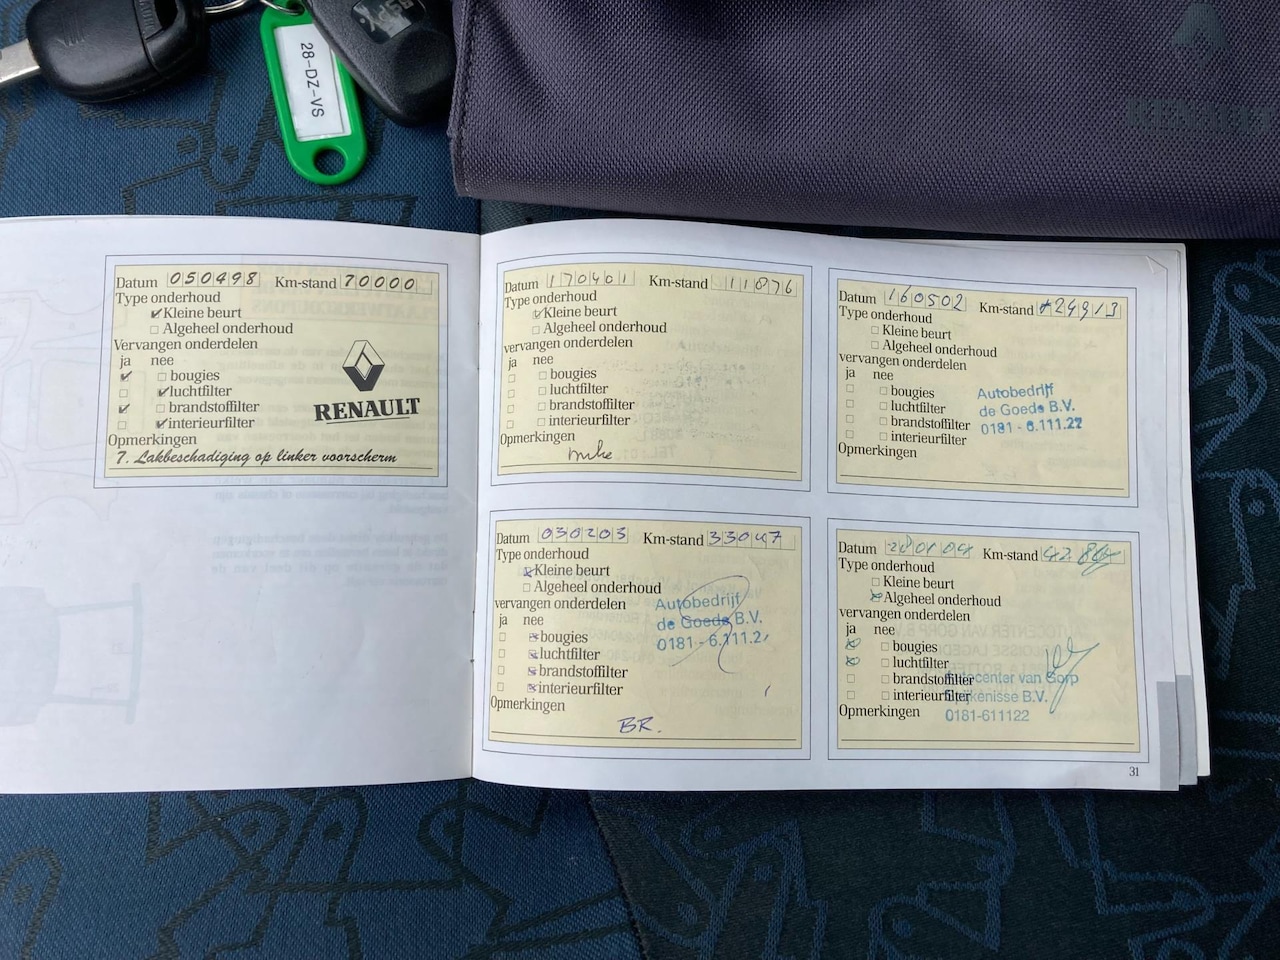 28-DZ-VS
Datum 050498 Km-stand 70000
Type onderhoud
Kleine beurt
Algeheel onderhoud
Vervangen onderdelen
ja nee
bougies
luchtfilter
brandstoffilter
interieurfilter
RENAULT
Opmerkingen
7. Lakbeschadiging op linker voorscherm
Datum 170401 Km-stand 11076
Type onderhoud
Kleine beurt
Algeheel onderhoud
vervangen onderdelen
ja nee
bougies
luchtfilter
brandstoffilter
interieurfilter
Opmerkingen
Datum 160502 Km-stand 24913
Type onderhoud
Kleine beurt
Algeheel onderhoud
vervangen onderdelen
ja nee
bougies
luchtfilter
brandstoffilter
interieurfilter
Autobedrijf
de Goede B.V.
0181 - 6.111.22
Opmerkingen
Datum 030203 Km-stand 33047
Type onderhoud
Kleine beurt
Algeheel onderhoud
vervangen onderdelen
ja nee
bougies
luchtfilter
brandstoffilter
interieurfilter
Autobedrijf
de Goede B.V.
0181 - 6.111.2
Opmerkingen
BR.
Datum Km-stand
Type onderhoud
Kleine beurt
Algeheel onderhoud
vervangen onderdelen
ja nee
bougies
luchtfilter
brandstoffilter
interieurfilter
Autocenter van Gorp
Spijkenisse B.V.
0181-611122
Opmerkingen
31